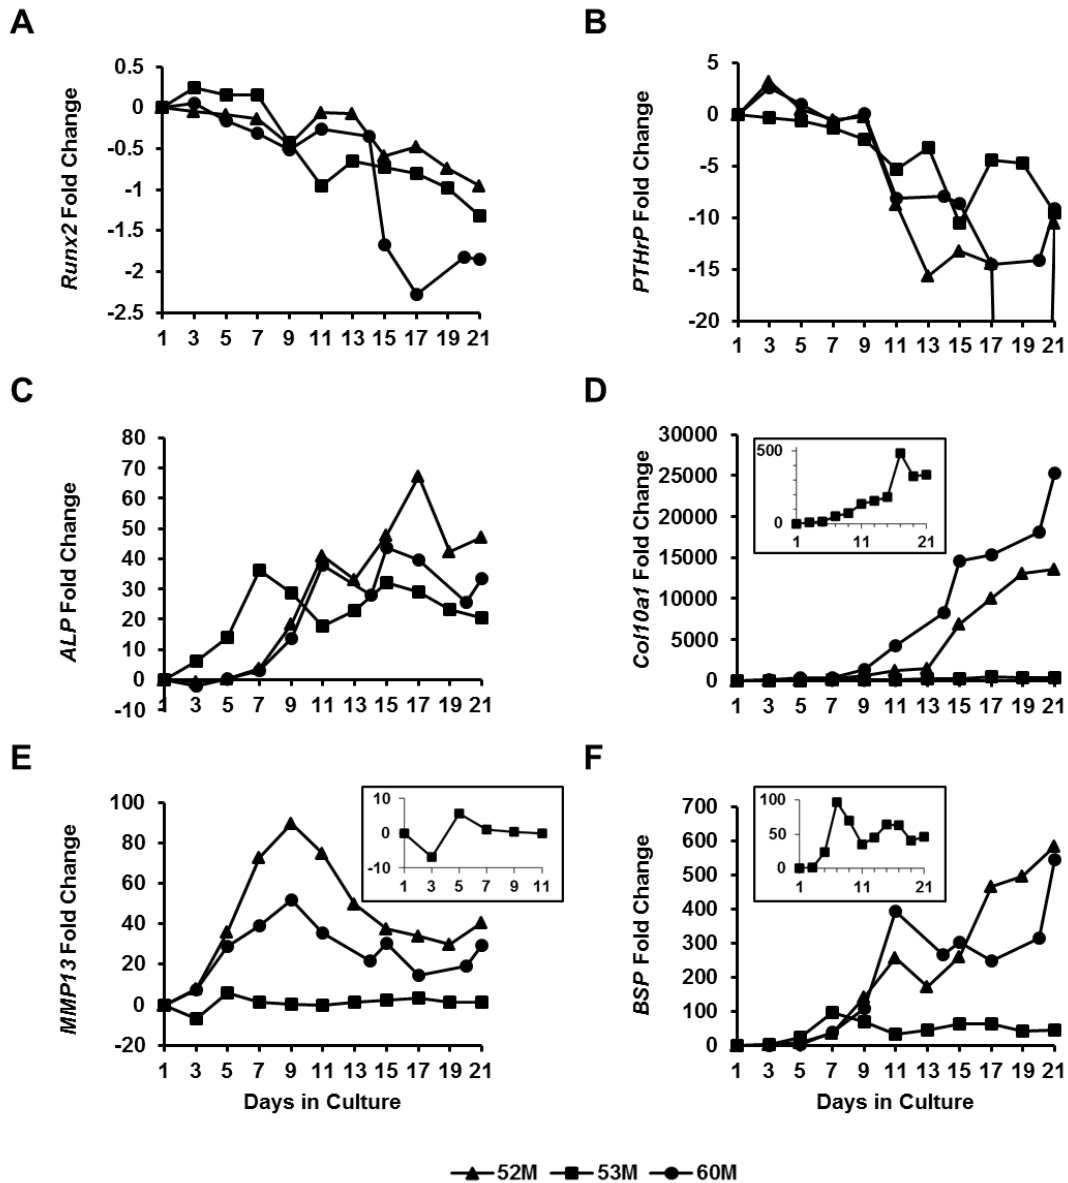 A
Runx2 Fold Change
0.5
0
-0.5
-1
-1.5
-2
-2.5
1 3 5 7 9 11 13 15 17 19 21
B
PTHrP Fold Change
5
0
-5
-10
-15
-20
1 3 5 7 9 11 13 15 17 19 21
C
ALP Fold Change
80
70
60
50
40
30
20
10
0
-10
1 3 5 7 9 11 13 15 17 19 21
D
Col10a1 Fold Change
30000
25000
20000
15000
10000
5000
0
1 3 5 7 9 11 13 15 17 19 21
500
0
1 11 21
E
MMP13 Fold Change
100
80
60
40
20
0
-20
1 3 5 7 9 11 13 15 17 19 21
Days in Culture
10
0
-10
1 3 5 7 9 11
F
BSP Fold Change
700
600
500
400
300
200
100
0
1 3 5 7 9 11 13 15 17 19 21
Days in Culture
100
50
0
1 11 21
52M 53M 60M